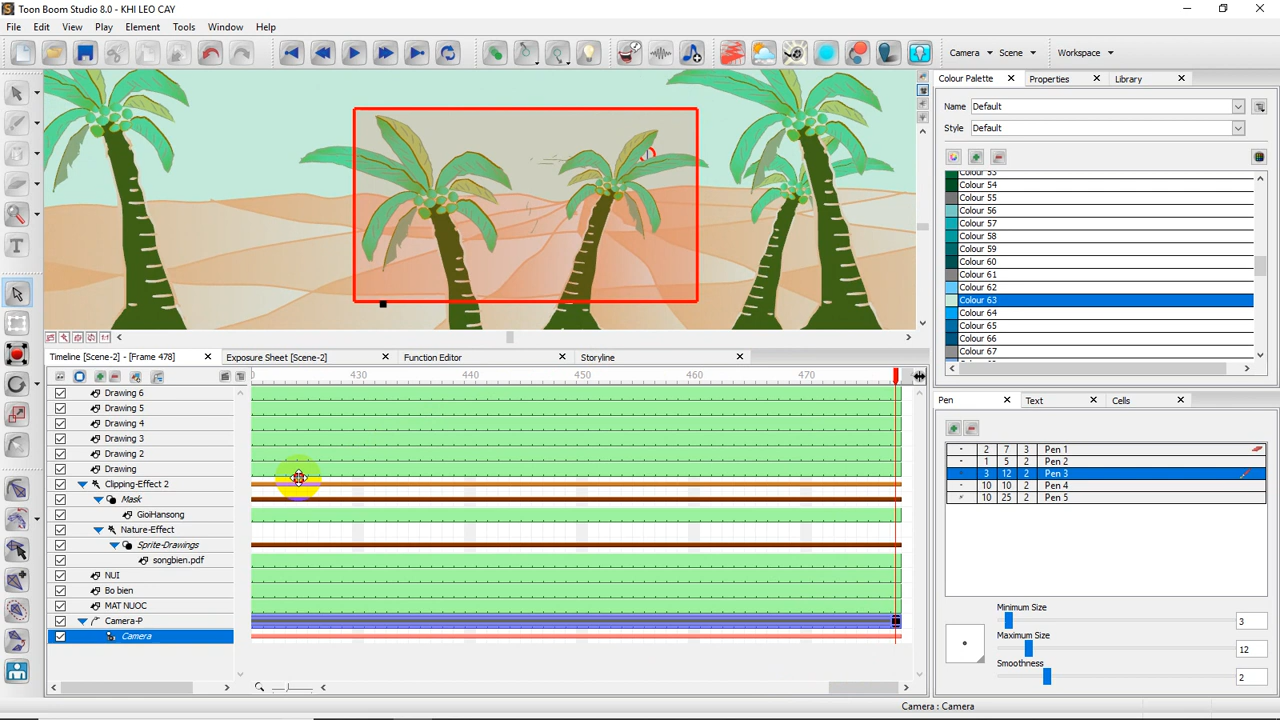 Toon Boom Studio 8.0 - KHI LEO CAY
File Edit View Play Element Tools Window Help
Camera Scene Workspace
Colour Palette Properties Library
Name Default
Style Default
Colour 53
Colour 54
Colour 55
Colour 56
Colour 57
Colour 58
Colour 59
Colour 60
Colour 61
Colour 62
Colour 63
Colour 64
Colour 65
Colour 66
Colour 67
Timeline [Scene-2] - [Frame 478] Exposure Sheet [Scene-2] Function Editor Storyline
430 440 450 460 470
Drawing 6
Drawing 5
Drawing 4
Drawing 3
Drawing 2
Drawing
Clipping-Effect 2
Mask
GioiHansong
Nature-Effect
Sprite-Drawings
songbien.pdf
NUI
Bo bien
MAT NUOC
Camera-P
Camera
Pen Text Cells
2 7 3 Pen 1
1 5 2 Pen 2
3 12 2 Pen 3
10 10 2 Pen 4
10 25 2 Pen 5
Minimum Size
3
Maximum Size
12
Smoothness
2
Camera : Camera